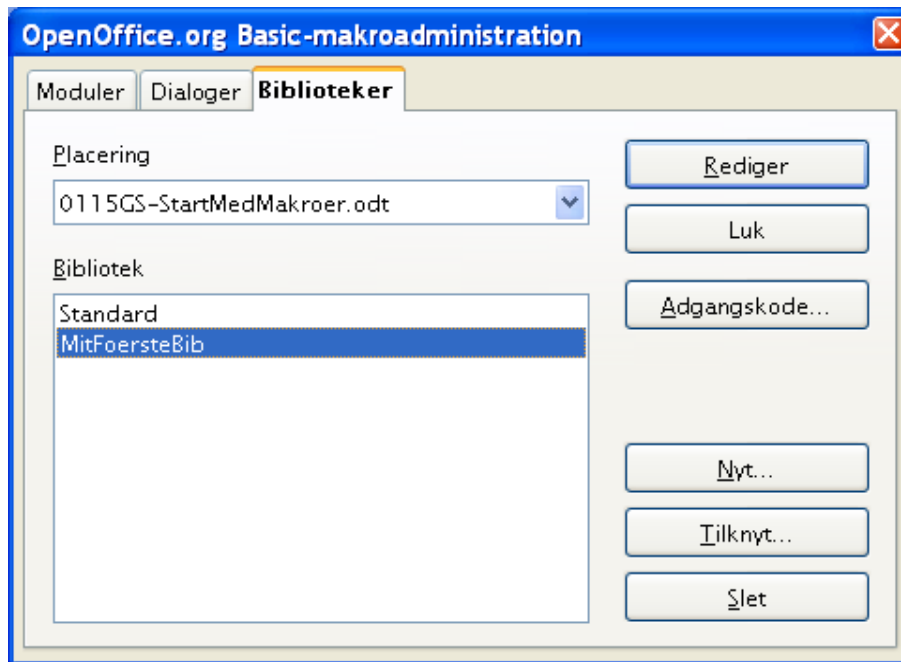 OpenOffice.org Basic-makroadministration
Moduler Dialoger Biblioteker
Placering
0115GS-StartMedMakroer.odt
Bibliotek
Standard
MitFoersteBib
Rediger
Luk
Adgangskode...
Nyt...
Tilknyt...
Slet